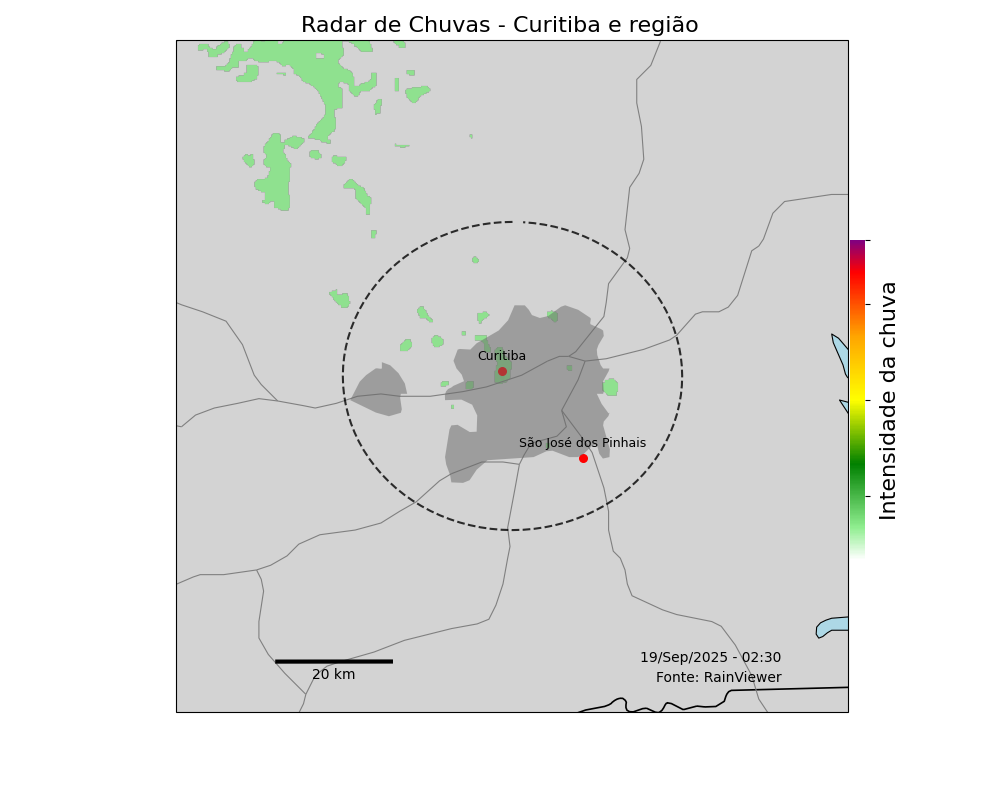 Radar de Chuvas - Curitiba e região
Curitiba
São José dos Pinhais
Intensidade da chuva
20 km
19/Sep/2025 - 02:30
Fonte: RainViewer